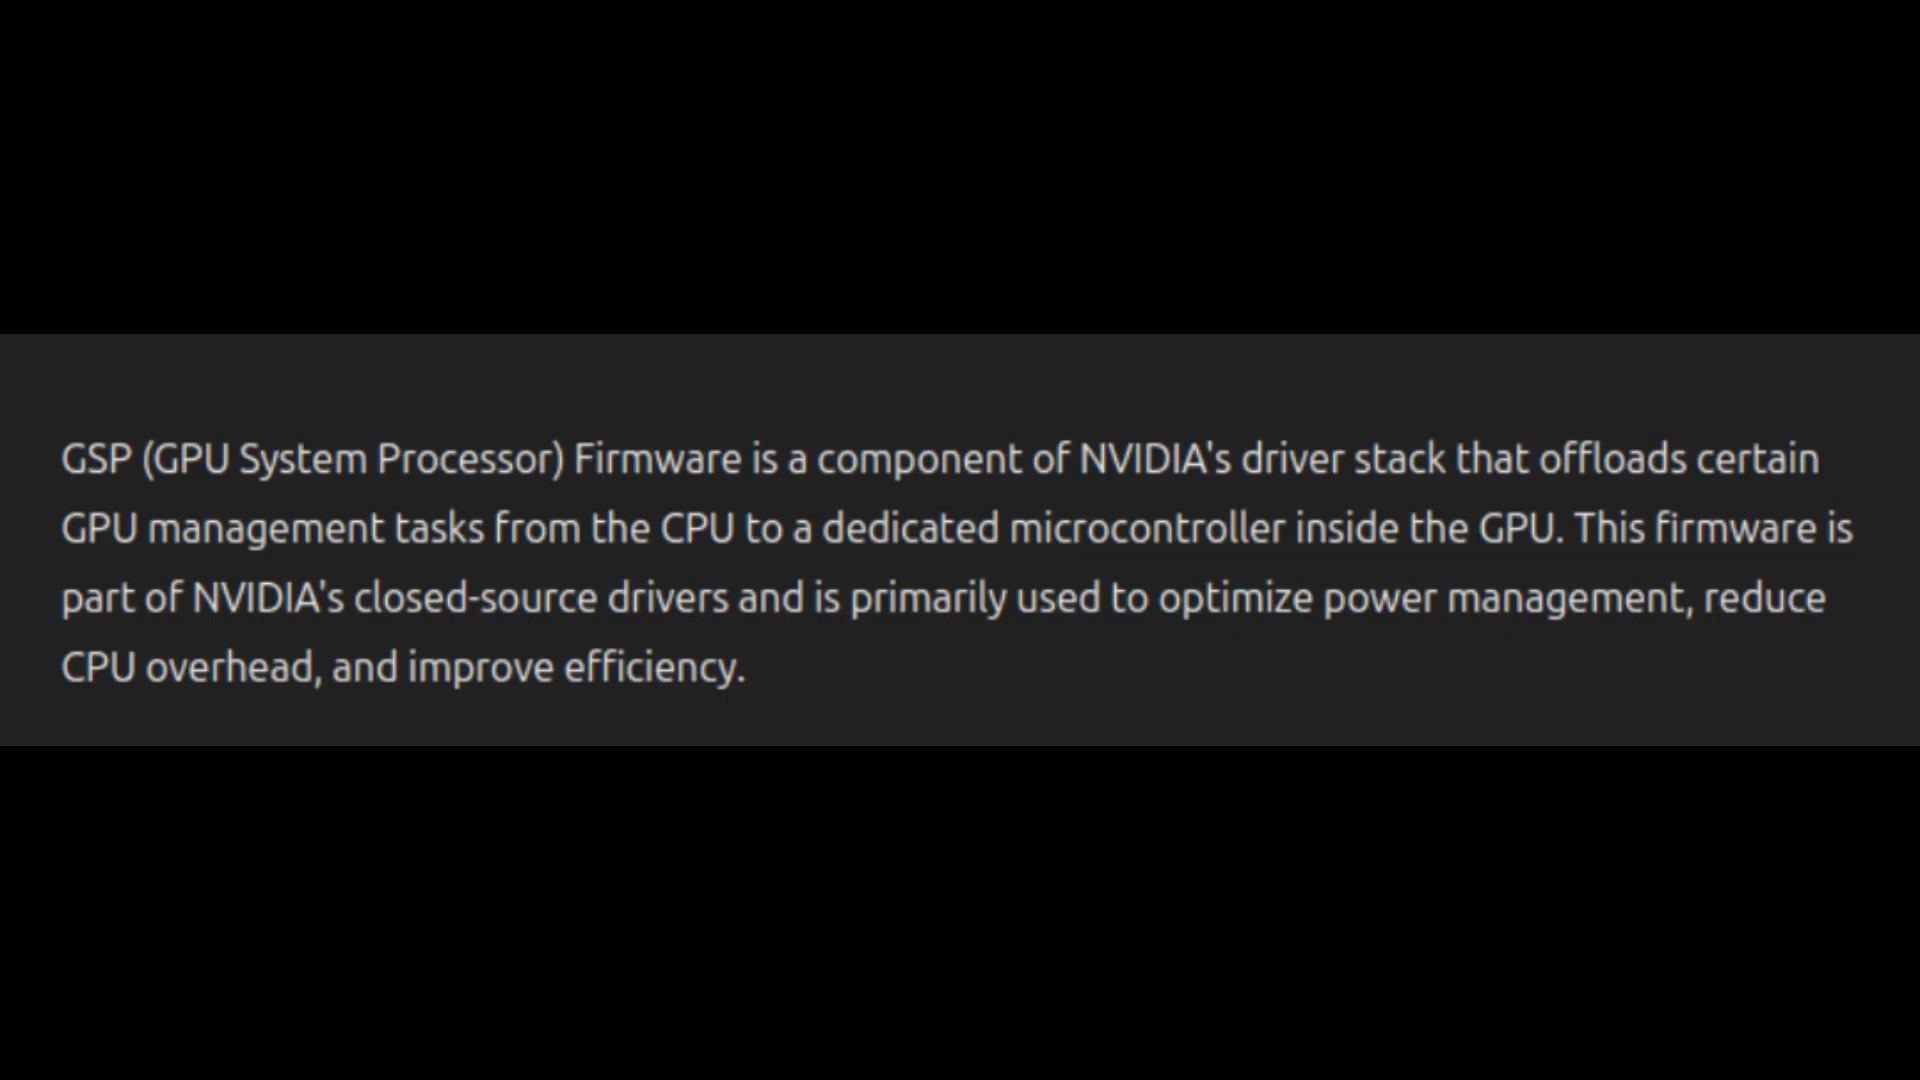 GSP (GPU System Processor) Firmware is a component of NVIDIA's driver stack that offloads certain
GPU management tasks from the CPU to a dedicated microcontroller inside the GPU. This firmware is
part of NVIDIA's closed-source drivers and is primarily used to optimize power management, reduce
CPU overhead, and improve efficiency.